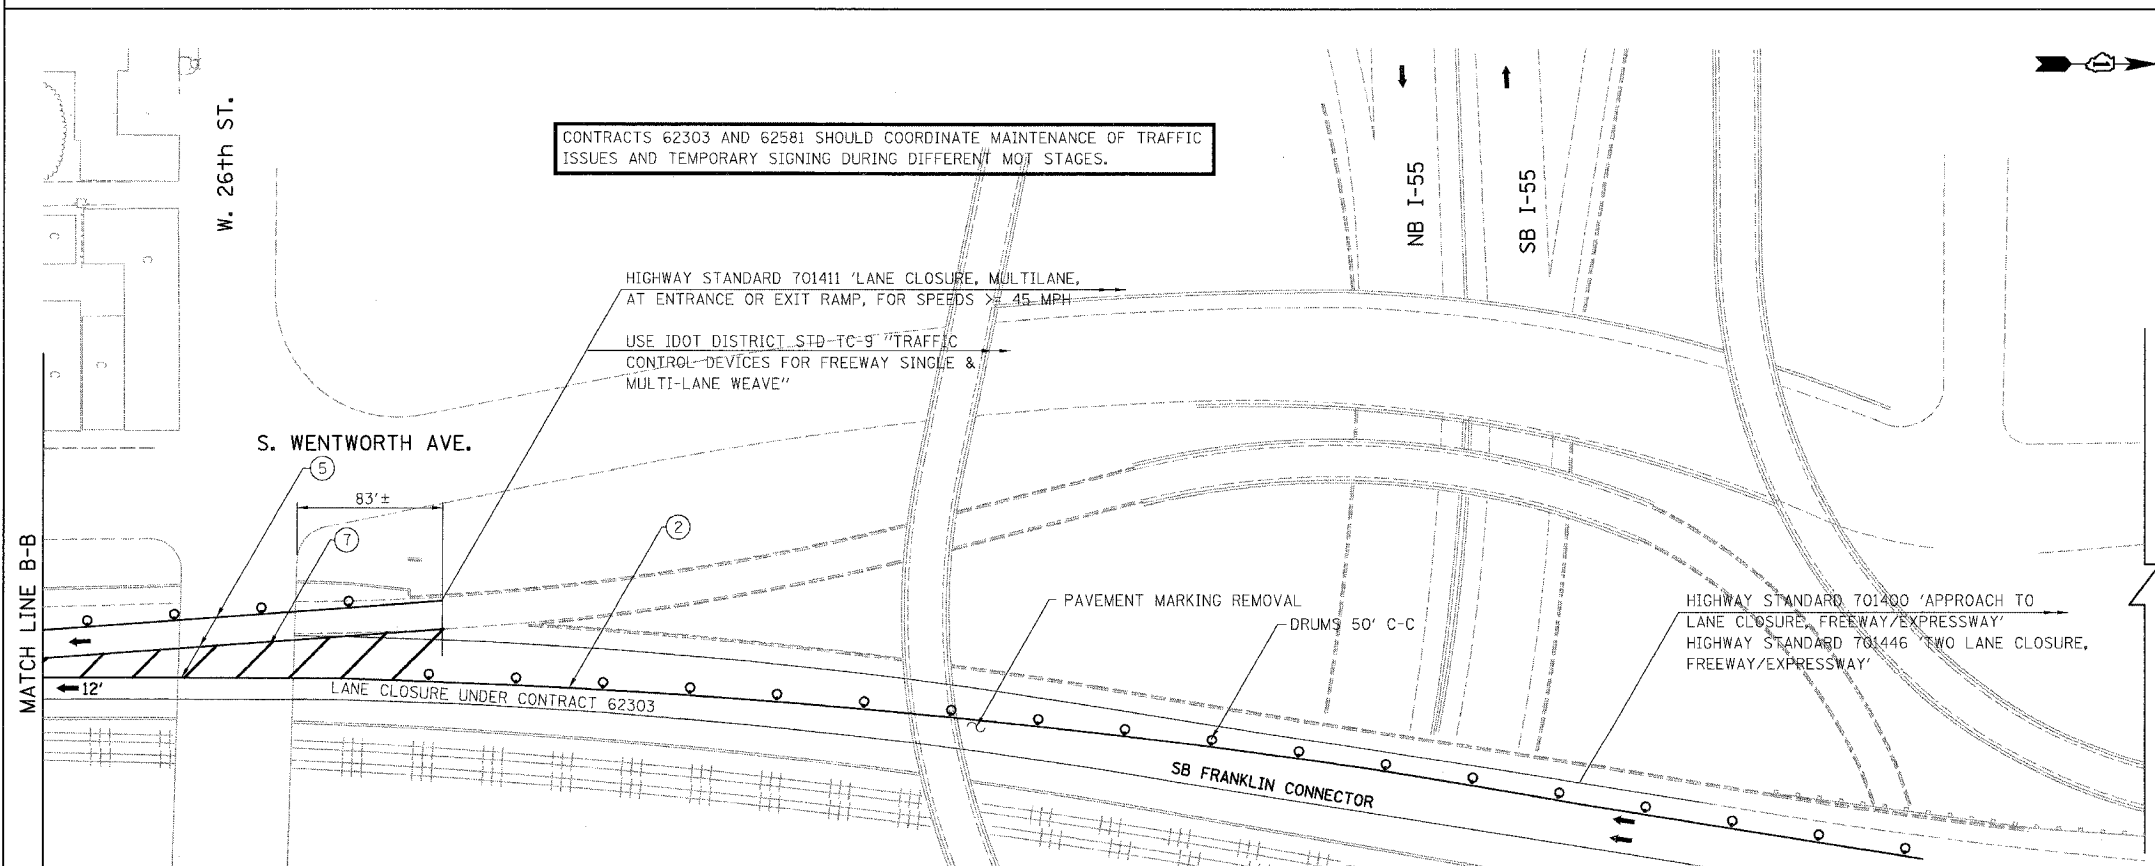 W. 26th ST.
CONTRACTS 62303 AND 62581 SHOULD COORDINATE MAINTENANCE OF TRAFFIC
ISSUES AND TEMPORARY SIGNING DURING DIFFERENT MOT STAGES.
NB I-55
SB I-55
HIGHWAY STANDARD 701411 'LANE CLOSURE, MULTILANE,
AT ENTRANCE OR EXIT RAMP, FOR SPEEDS >= 45 MPH
USE IDOT DISTRICT STD TC-9 "TRAFFIC
CONTROL DEVICES FOR FREEWAY SINGLE &
MULTI-LANE WEAVE"
S. WENTWORTH AVE.
5
83'±
7
2
MATCH LINE B-B
PAVEMENT MARKING REMOVAL
DRUMS 50' C-C
HIGHWAY STANDARD 701400 'APPROACH TO
LANE CLOSURE, FREEWAY/EXPRESSWAY'
HIGHWAY STANDARD 701446 'TWO LANE CLOSURE,
FREEWAY/EXPRESSWAY'
12'
LANE CLOSURE UNDER CONTRACT 62303
SB FRANKLIN CONNECTOR
C
C
C
C